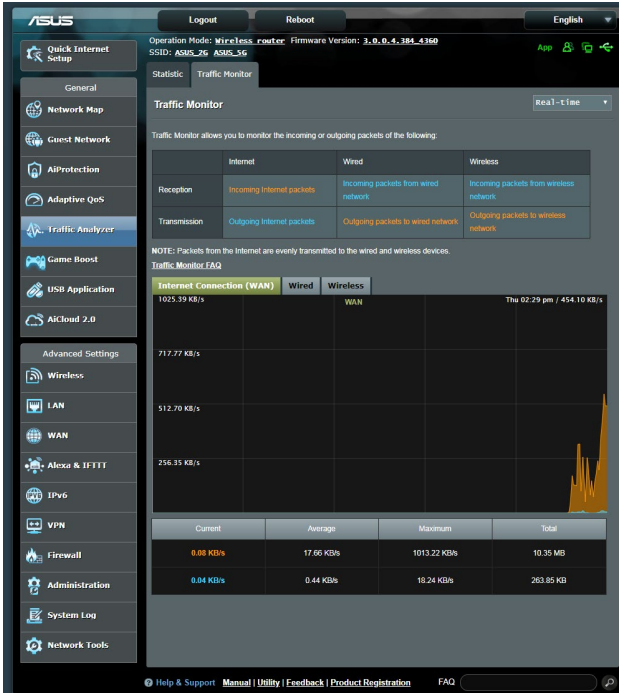 ASUS
Logout
Reboot
English
Quick Internet
Setup
Operation Mode: Wireless router Firmware Version: 3.0.0.4.384_4360
SSID: ASUS_2G ASUS_5G
App
General
Network Map
Guest Network
AiProtection
Adaptive QoS
Traffic Analyzer
Game Boost
USB Application
AiCloud 2.0
Advanced Settings
Wireless
LAN
WAN
Alexa & IFTTT
IPv6
VPN
Firewall
Administration
System Log
Network Tools
Statistic Traffic Monitor
Traffic Monitor
Real-time
Traffic Monitor allows you to monitor the incoming or outgoing packets of the following:
Internet Wired Wireless
Reception
Incoming Internet packets
Incoming packets from wired
network
Incoming packets from wireless
network
Transmission
Outgoing Internet packets
Outgoing packets to wired network
Outgoing packets to wireless
network
NOTE: Packets from the Internet are evenly transmitted to the wired and wireless devices.
Traffic Monitor FAQ
Internet Connection (WAN) Wired Wireless
1025.39 KB/s
WAN
Thu 02:29 pm / 454.10 KB/s
717.77 KB/s
512.70 KB/s
256.35 KB/s
Current Average Maximum Total
0.08 KB/s 17.66 KB/s 1013.22 KB/s 10.35 MB
0.04 KB/s 0.44 KB/s 18.24 KB/s 263.85 KB
Help & Support Manual | Utility | Feedback | Product Registration FAQ